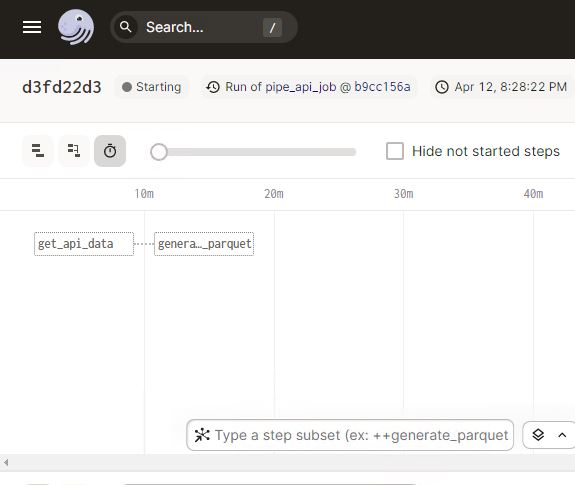 Search... /
d3fd22d3 Starting Run of pipe_api_job @ b9cc156a Apr 12, 8:28:22 PM
Hide not started steps
10m 20m 30m 40m
get_api_data genera…_parquet
Type a step subset (ex: ++generate_parquet